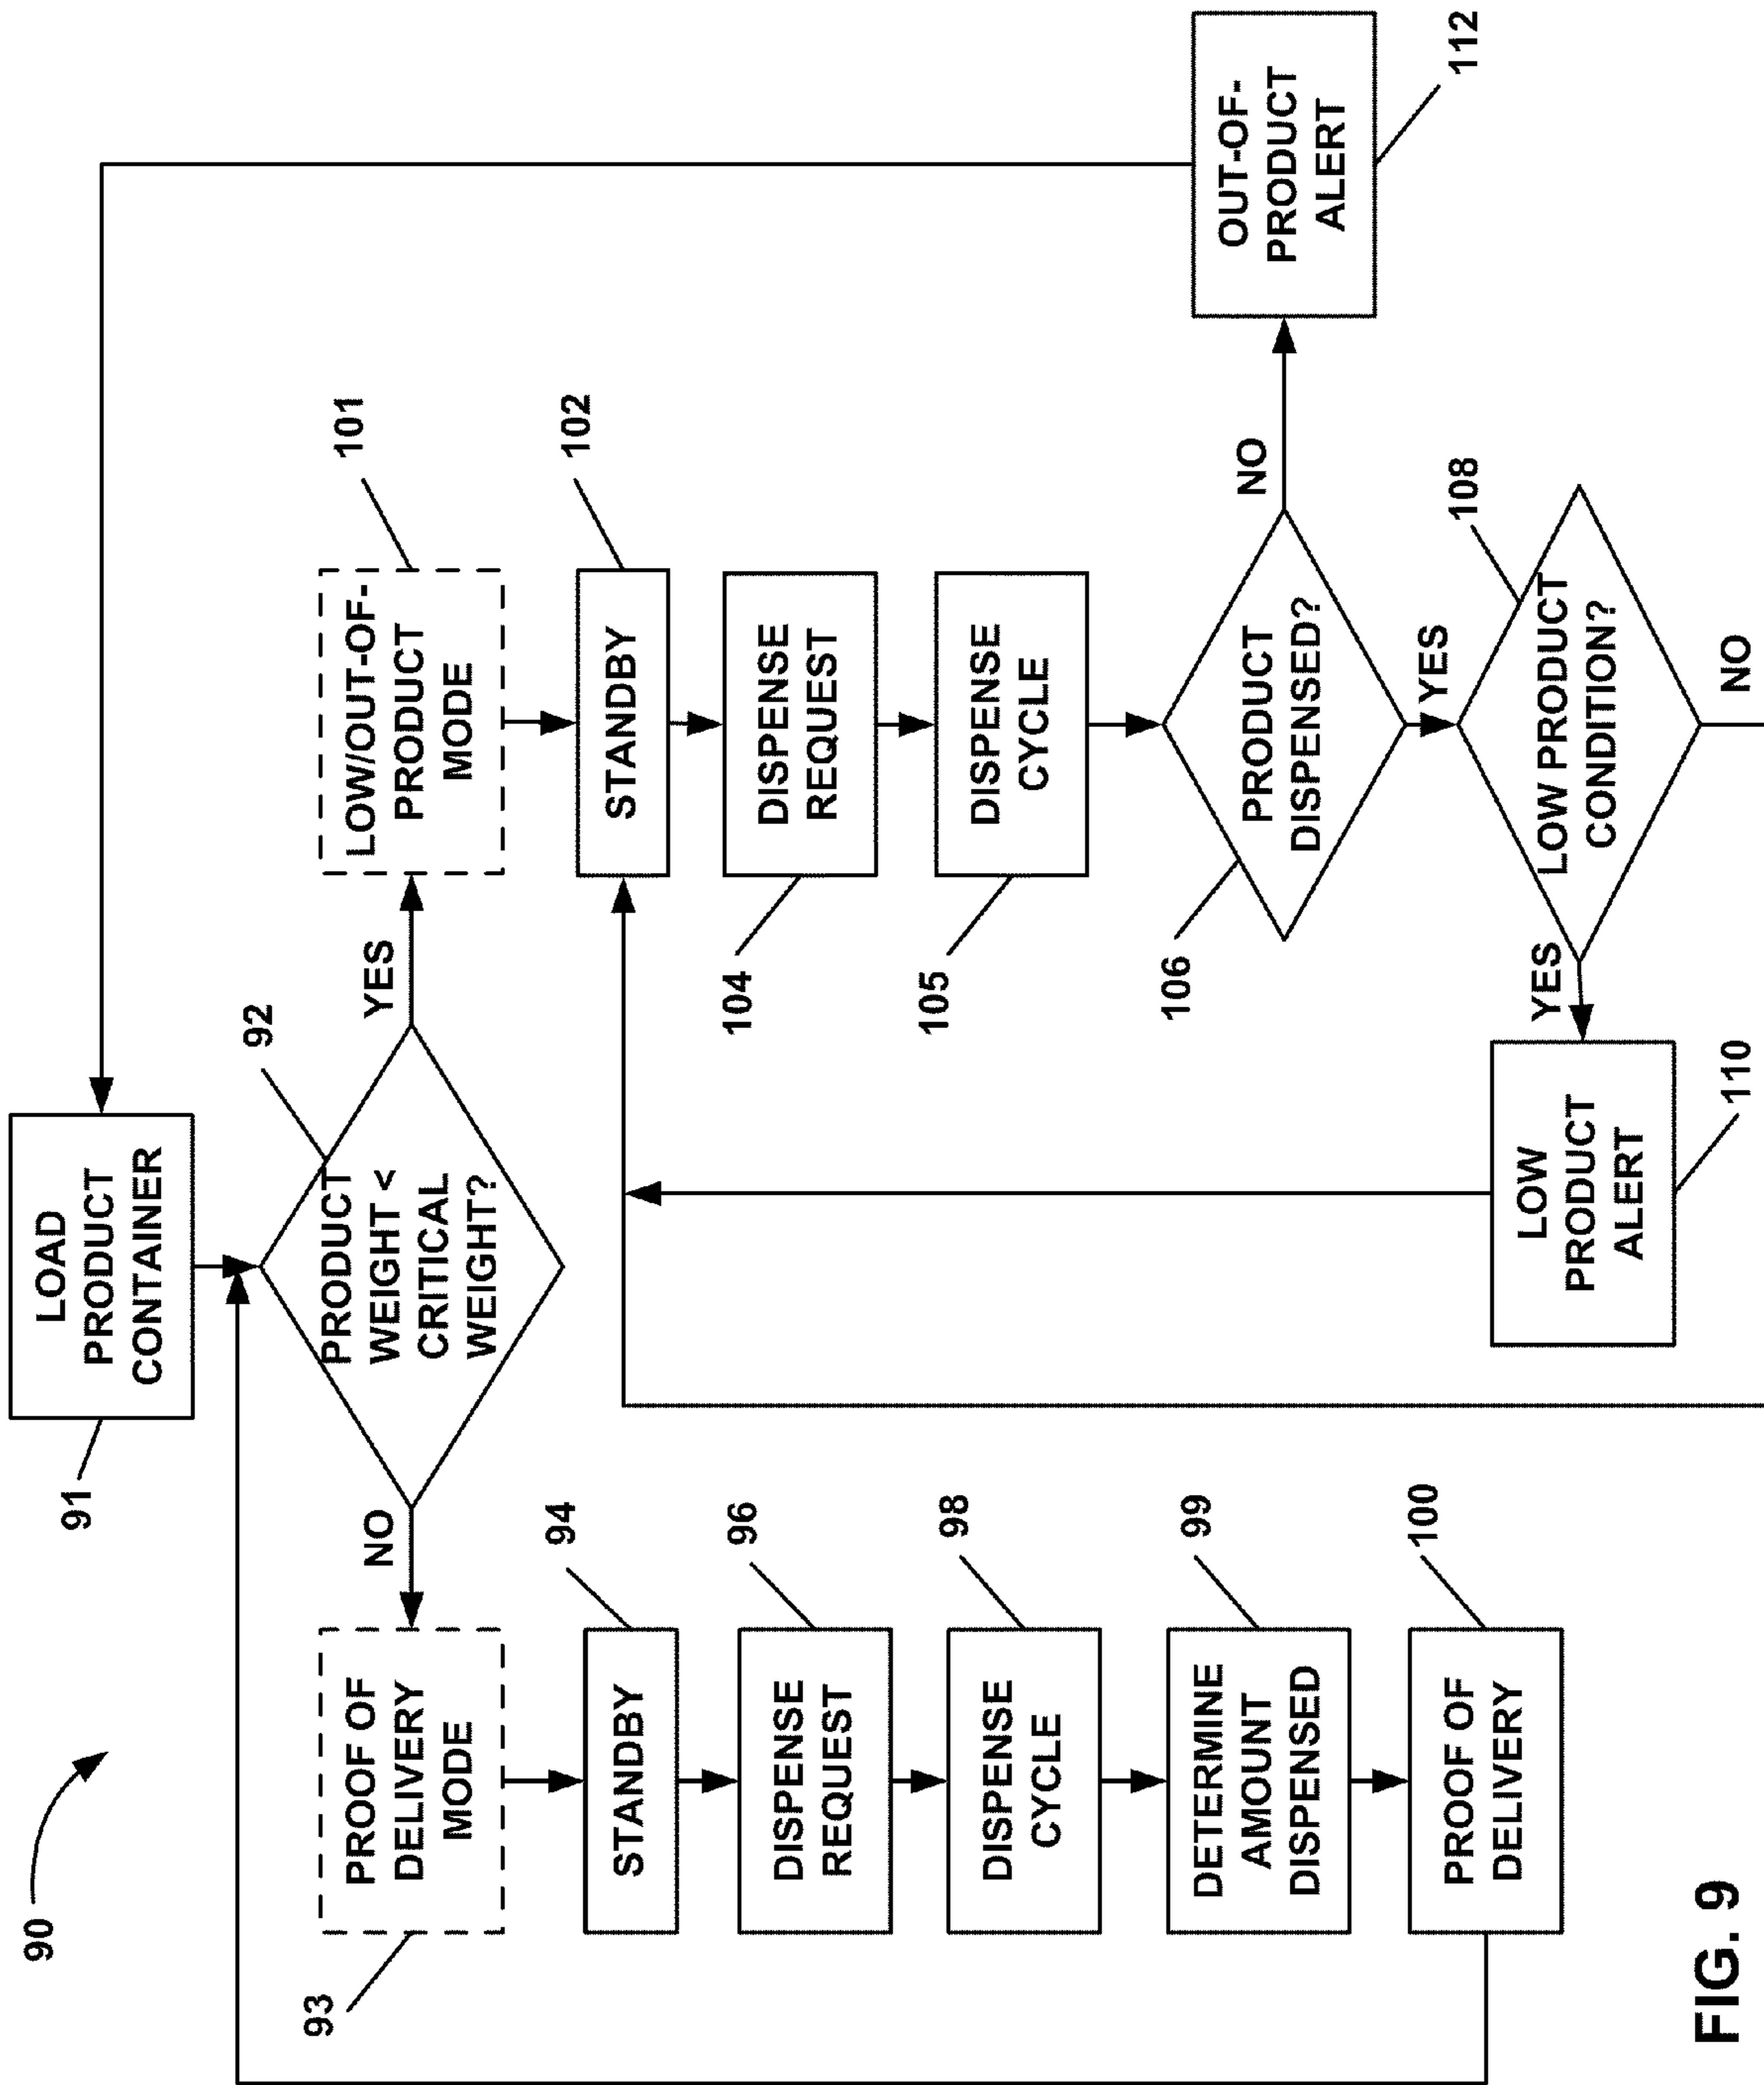 90
LOAD
PRODUCT
CONTAINER
91
PRODUCT
WEIGHT <
CRITICAL
WEIGHT?
92
NO
YES
PROOF OF
DELIVERY
MODE
93
STANDBY
94
DISPENSE
REQUEST
96
DISPENSE
CYCLE
98
DETERMINE
AMOUNT
DISPENSED
99
PROOF OF
DELIVERY
100
LOW/OUT-OF-
PRODUCT
MODE
101
STANDBY
102
DISPENSE
REQUEST
104
DISPENSE
CYCLE
105
PRODUCT
DISPENSED?
106
NO
YES
OUT-OF-
PRODUCT
ALERT
112
LOW PRODUCT
CONDITION?
108
YES
NO
LOW
PRODUCT
ALERT
110
FIG. 9